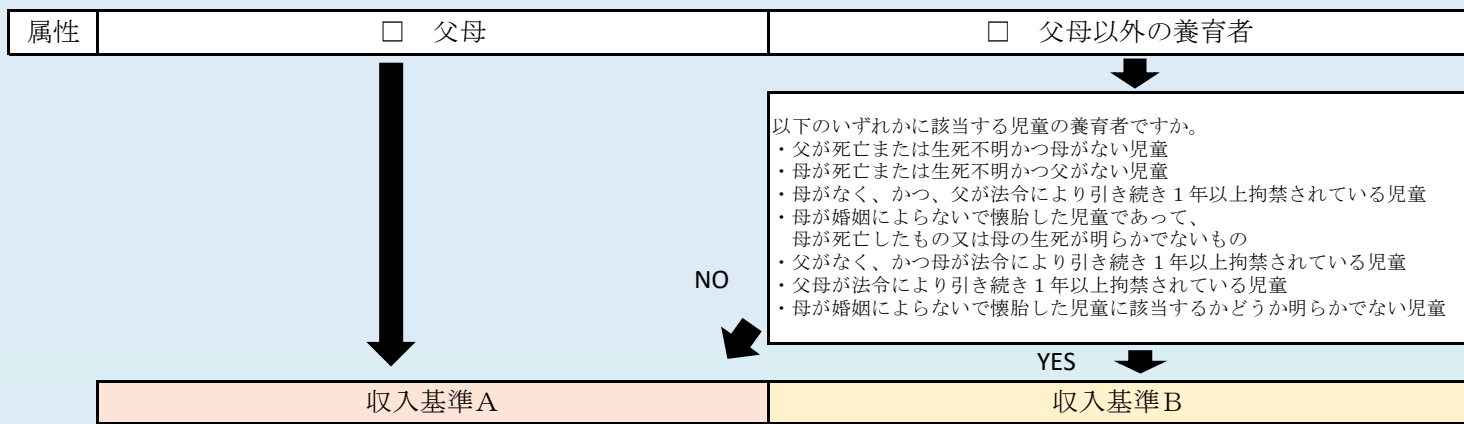 属性
□ 父母
□ 父母以外の養育者
以下のいずれかに該当する児童の養育者ですか。
・父が死亡または生死不明かつ母がない児童
・母が死亡または生死不明かつ父がない児童
・母がなく、かつ、父が法令により引き続き１年以上拘禁されている児童
・母が婚姻によらないで懐胎した児童であって、
母が死亡したもの又は母の生死が明らかでないもの
・父がなく、かつ母が法令により引き続き１年以上拘禁されている児童
・父母が法令により引き続き１年以上拘禁されている児童
・母が婚姻によらないで懐胎した児童に該当するかどうか明らかでない児童
NO
YES
収入基準Ａ
収入基準Ｂ